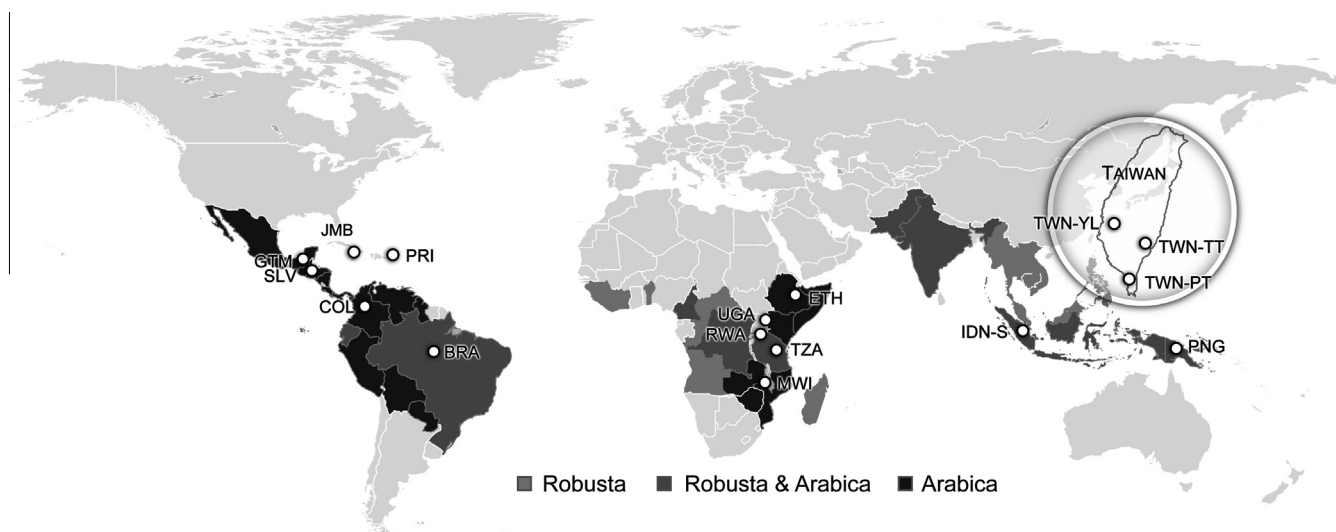 TAIWAN
TWN-YL
JMB
PRI
TWN-TT
GTM
SLV
TWN-PT
COL
ETH
UGA
RWA
IDN-S
BRA
TZA
PNG
MWI
Robusta
Robusta & Arabica
Arabica